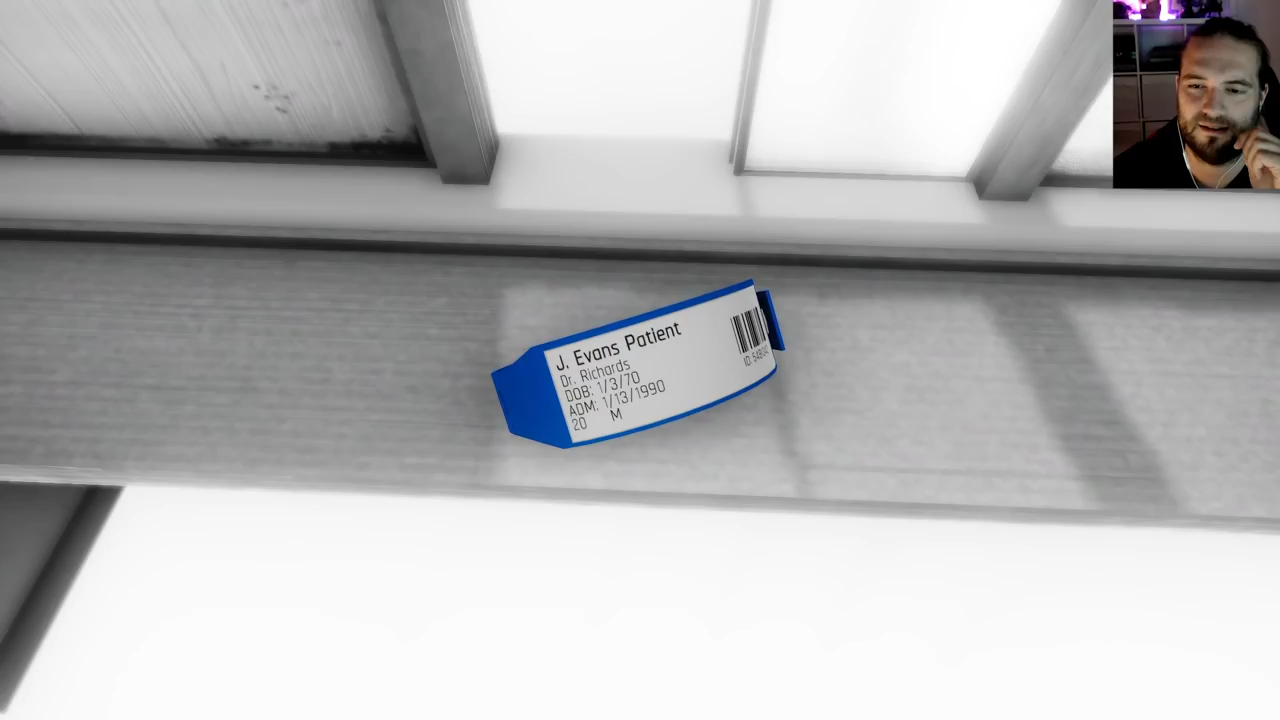 J. Evans Patient
Dr. Richards
DOB: 1/3/70
ADM: 1/13/1990
20 M